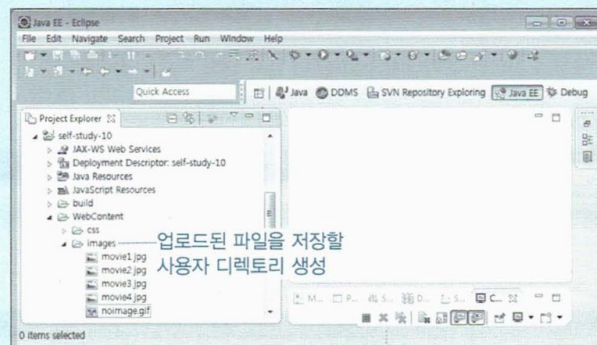 Java EE - Eclipse
File Edit Navigate Search Project Run Window Help
Quick Access
Java DDMS SVN Repository Exploring Java EE Debug
Project Explorer
self-study-10
JAX-WS Web Services
Deployment Descriptor: self-study-10
Java Resources
JavaScript Resources
build
WebContent
css
images
업로드된 파일을 저장할
사용자 디렉토리 생성
movie1.jpg
movie2.jpg
movie3.jpg
movie4.jpg
noimage.gif
M... P... S... D... S... C...
0 items selected